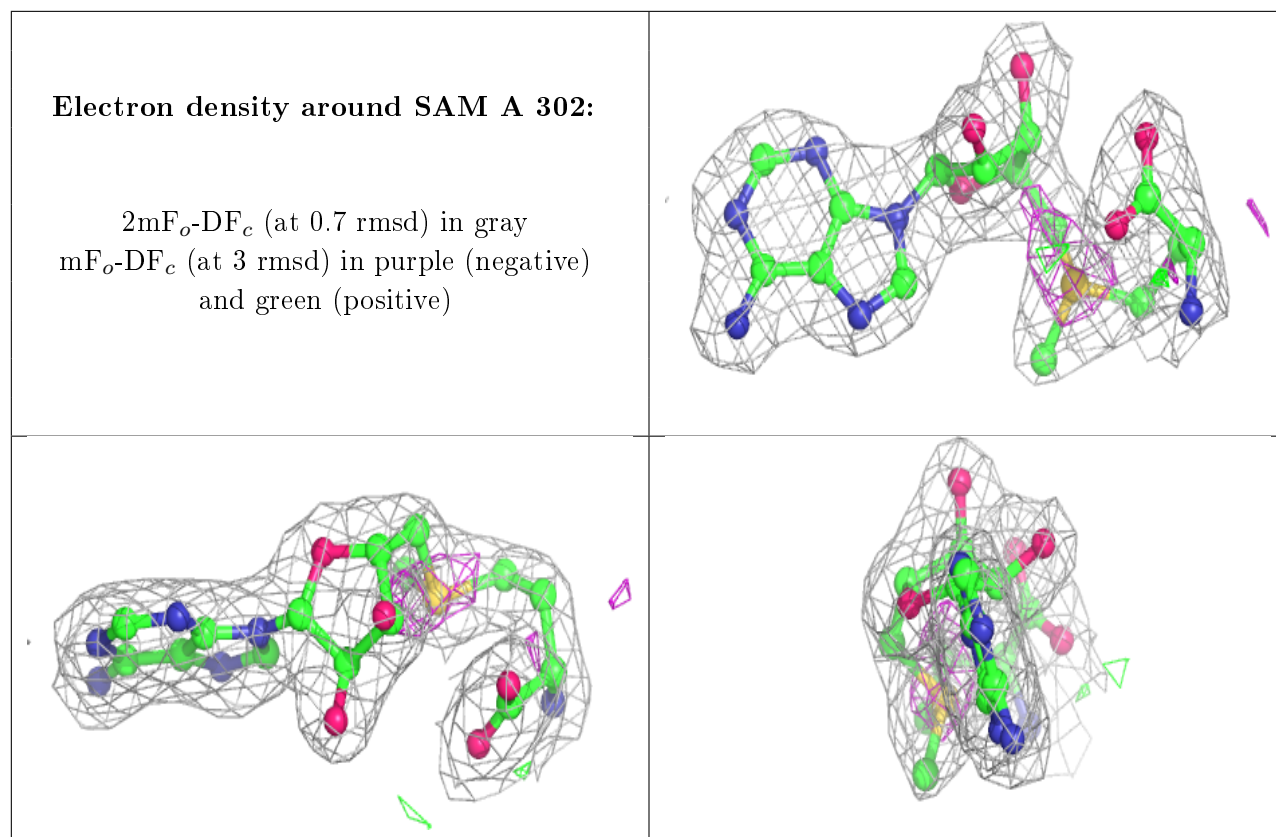 Electron density around SAM A 302:
2mFₒ-DF𝒸 (at 0.7 rmsd) in gray
mFₒ-DF𝒸 (at 3 rmsd) in purple (negative)
and green (positive)